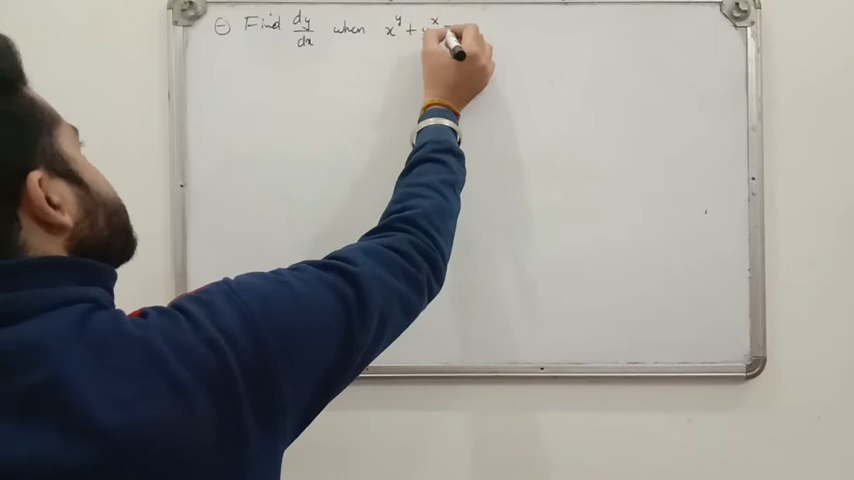 ⊖ Find dy/dx when x^y + y^x =